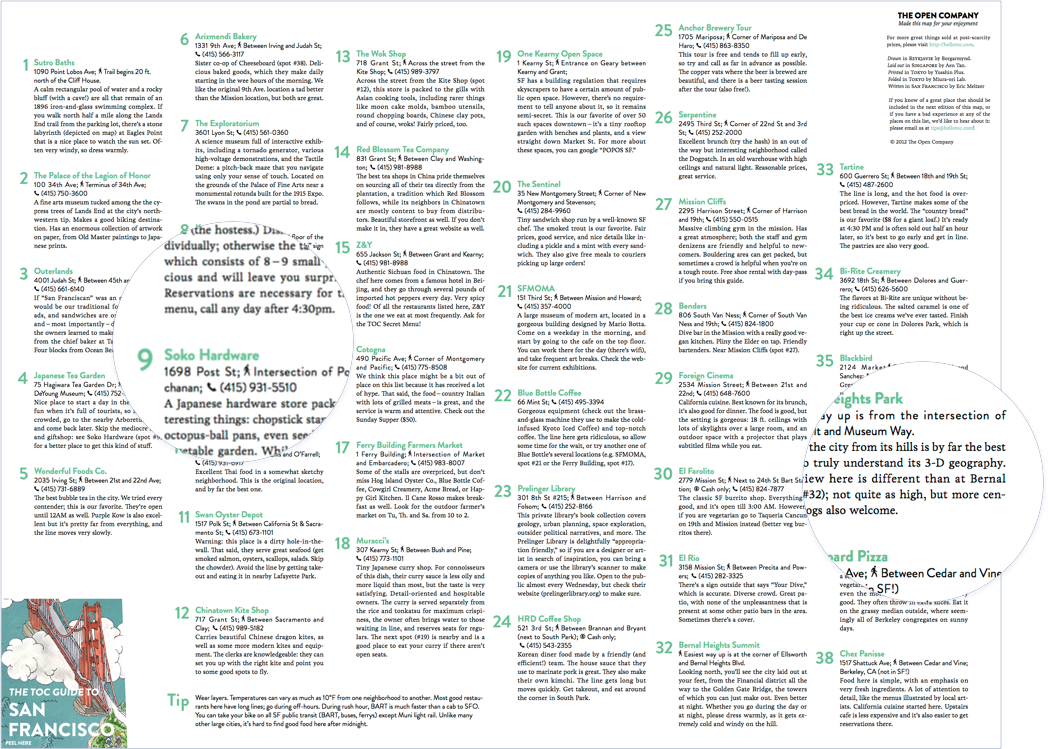 1 Sutro Baths
1090 Point Lobos Ave; Trail begins 20 ft.
north of the Cliff House.
A calm rectangular pool of water and a rocky
bluff (with a cave!) are all that remain of an
1896 iron-and-glass swimming complex. If
you walk north half a mile along the Lands
End trail from the parking lot, there's a stone
labyrinth (depicted on map) at Eagles Point
that is a nice place to watch the sun set. Of-
ten very windy, so dress warmly.
2 The Palace of the Legion of Honor
100 34th Ave; Terminus of 34th Ave;
(415) 750-3600
A fine arts museum tucked among the cy-
press trees of Lands End at the city's north-
western tip. Makes a good biking destina-
tion. Has an enormous collection of artwork
on paper, from Old Master paintings to Japa-
nese prints.
3 Outerlands
4001 Judah St; Between 45th an
(415) 661-6140
If "San Franciscan" was an
would be our traditional fo
ads, and sandwiches are o
and – most importantly – d
the owners learned to make
from the
Four blocks from Ocean Bea
4 Japanese Tea Garden
75 Hagiwara Tea Garden Dr;
DeYoung Museum; (415) 752-
Nice place to start a day in the
fun when it's full of tourists, so
crowded, go to the nearby Arboretu
and come back later. Skip the mediocre
and giftshop: see Soko Hardware (spot #9
for a better place to get this kind of stuff.
5 Wonderful Foods Co.
2035 Irving St; Between 21st and 22nd Ave;
(415) 731-6889
The best bubble tea in the city. We tried every
contender; this is our favorite. They're open
until 12AM as well. Purple Kow is also excel-
lent but it's pretty far from everything, and
the line moves very slowly.
THE TOC GUIDE TO
SAN
FRANCISCO
PEEL HERE
6 Arizmendi Bakery
1331 9th Ave; Between Irving and Judah St;
(415) 566-3117
Sister co-op of Cheeseboard (spot #38). Deli-
cious baked goods, which they make daily
starting in the wee hours of the morning. We
like the original 9th Ave. location a tad better
than the Mission location, but both are great.
7 The Exploratorium
3601 Lyon St; (415) 561-0360
A science museum full of interactive exhib-
its, including a tornado generator, various
high-voltage demonstrations, and the Tactile
Dome: a pitch-back maze that you navigate
using only your sense of touch. Located on
the grounds of the Palace of Fine Arts near a
monumental rotunda built for the 1915 Expo.
The swans in the pond are partial to bread.
8 (the hostess.)
dividually; otherwise the
which consists of 8–9 small
cious and will leave you surpr
Reservations are necessary for t
menu, call any day after 4:30pm.
9 Soko Hardware
1698 Post St; Intersection of Po
chanan; (415) 931-5510
A Japanese hardware store pack
teresting things: chopstick stan
octopus-ball pans, even see
getable garden. Wh
and O'Farrell;
(415) 931-6917
Excellent Thai food in a somewhat sketchy
neighborhood. This is the original location,
and by far the best one.
11 Swan Oyster Depot
1517 Polk St; Between California St & Sacra-
mento St; (415) 673-1101
Warning: this place is a dirty hole-in-the-
wall. That said, they serve great seafood (get
smoked salmon, oysters, scallops, salads. Skip
the chowder). Avoid the line by getting take-
out and eating it in nearby Lafayette Park.
12 Chinatown Kite Shop
717 Grant St; Between Sacramento and
Clay; (415) 989-5182
Carries beautiful Chinese dragon kites, as
well as some more modern kites and equip-
ment. The clerks are knowledgeable: they can
set you up with the right kite and point you
to some good spots to fly.
Tip Wear layers. Temperatures can vary as much as 10°F from one neighborhood to another. Most good restau-
rants here have long lines; go during off-hours. During rush hour, BART is much faster than a cab to SFO.
You can take your bike on all SF public transit (BART, buses, ferrys) except Muni light rail. Unlike many
other large cities, it's hard to find good food here after midnight.
13 The Wok Shop
718 Grant St; Across the street from the
Kite Shop; (415) 989-3797
Across the street from the Kite Shop (spot
#12), this store is packed to the gills with
Asian cooking tools, including rarer things
like moon cake molds, bamboo utensils,
round chopping boards, Chinese clay pots,
and of course, woks! Fairly priced, too.
14 Red Blossom Tea Company
831 Grant St; Between Clay and Washing-
ton; (415) 981-8988
The best tea shops in China pride themselves
on sourcing all of their tea directly from the
plantation, a tradition which Red Blossom
follows, while its neighbors in Chinatown
are mostly content to buy from distribu-
tors. Beautiful storefront as well. If you don't
make it in, they have a great website as well.
15 Z&Y
655 Jackson St; Between Grant and Kearny;
(415) 981-8988
Authentic Sichuan food in Chinatown. The
chef here comes from a famous hotel in Bei-
jing, and they go through several pounds of
imported hot peppers every day. Very spicy
food! Of all the restaurants listed here, Z&Y
is the one we eat at most frequently. Ask for
the TOC Secret Menu!
Cotogna
490 Pacific Ave; Corner of Montgomery
and Pacific; (415) 775-8508
We think this place might be a bit out of
place on this list because it has received a lot
of hype. That said, the food – country Italian
with lots of grilled meats – is great, and the
service is warm and attentive. Check out the
Sunday Supper ($50).
17 Ferry Building Farmers Market
1 Ferry Building; Intersection of Market
and Embarcadero; (415) 983-8007
Some of the stalls are overpriced, but don't
miss Hog Island Oyster Co., Blue Bottle Cof-
fee, Cowgirl Creamery, Acme Bread, or Hap-
py Girl Kitchen. Il Cane Rosso makes break-
fast as well. Look for the outdoor farmer's
market on Tu, Th. and Sa. from 10 to 2.
18 Muracci's
307 Kearny St; Between Bush and Pine;
(415) 773-1101
Tiny Japanese curry shop. For connoisseurs
of this dish, their curry sauce is less oily and
more liquid than most, but the taste is very
satisfying. Detail-oriented and hospitable
owners. The curry is served separately from
the rice and tonkatsu for maximum crispi-
ness, the owner often brings water to those
waiting in line, and reserves seats for regu-
lars. The next spot (#19) is nearby and is a
good place to eat your curry if there aren't
open seats.
19 One Kearny Open Space
1 Kearny St; Entrance on Geary between
Kearny and Grant;
SF has a building regulation that requires
skyscrapers to have a certain amount of pub-
lic open space. However, there's no require-
ment to tell anyone about it, so it remains
semi-secret. This is our favorite of over 50
such spaces downtown – it's a tiny rooftop
garden with benches and plants, and a view
straight down Market St. For more about
these spaces, you can google "POPOS SF."
20 The Sentinel
35 New Montgomery Street; Corner of New
Montgomery and Stevenson;
(415) 284-9960
Tiny sandwich shop run by a well-known SF
chef. The smoked trout is our favorite. Fair
prices, good service, and nice details like in-
cluding a pickle and a mint with every sand-
wich. They also give free meals to couriers
picking up large orders!
21 SFMOMA
151 Third St; Between Mission and Howard;
(415) 357-4000
A large museum of modern art, located in a
gorgeous building designed by Mario Botta.
Come on a weekday in the morning, and
start by going to the cafe on the top floor.
You can work there for the day (there's wifi),
and take frequent art breaks. Check the web-
site for current exhibitions.
22 Blue Bottle Coffee
66 Mint St; (415) 495-3394
Gorgeous equipment (check out the brass-
and-glass machine they use to make the cold-
infused Kyoto Iced Coffee) and top-notch
coffee. The line here gets ridiculous, so allow
some time for the wait, or try another one of
Blue Bottle's several locations (e.g. SFMOMA,
spot #21 or the Ferry Building, spot #17).
23 Prelinger Library
301 8th St #215; Between Harrison and
Folsom; (415) 252-8166
This private library's book collection covers
geology, urban planning, space exploration,
outsider political narratives, and more. The
Prelinger Library is delightfully "appropria-
tion friendly," so if you are a designer or art-
ist in search of inspiration, you can bring a
camera or use the library's scanner to make
copies of anything you like. Open to the pub-
lic almost every Wednesday, but check their
website (prelingerlibrary.org) to make sure.
24 HRD Coffee Shop
521 3rd St; Between Brannan and Bryant
(next to South Park); Cash only;
(415) 543-2355
Korean diner food made by a friendly (and
efficient!) team. The house sauce that they
use to marinate pork is great. They also make
their own kimchi. The line gets long but
moves quickly. Get takeout, and eat around
the corner in South Park.
25 Anchor Brewery Tour
1705 Mariposa; Corner of Mariposa and De
Haro; (415) 863-8350
This tour is free and tends to fill up early,
so try and call as far in advance as possible.
The copper vats where the beer is brewed are
beautiful, and there is a beer tasting session
after the tour (also free!).
26 Serpentine
2495 Third St; Corner of 22nd St and 3rd
St; (415) 252-2000
Excellent brunch (try the hash) in an out of
the way but interesting neighborhood called
the Dogpatch. In an old warehouse with high
ceilings and natural light. Reasonable prices,
great service.
27 Mission Cliffs
2295 Harrison Street; Corner of Harrison
and 19th; (415) 550-0515
Massive climbing gym in the mission. Has
a great atmosphere; both the staff and gym
denizens are friendly and helpful to new-
comers. Bouldering area can get packed, but
sometimes a crowd is helpful when you're on
a tough route. Free shoe rental with day-pass
if you bring this guide.
28 Benders
806 South Van Ness; Corner of South Van
Ness and 19th; (415) 824-1800
Dive bar in the Mission with a really good ve-
gan kitchen. Pliny the Elder on tap. Friendly
bartenders. Near Mission Cliffs (spot #27).
29 Foreign Cinema
2534 Mission Street; Between 21st and
22nd; (415) 648-7600
California cuisine. Best known for its brunch,
it's also good for dinner. The food is good, but
the setting is gorgeous: 18 ft. ceilings with
lots of skylights over a large room, and an
outdoor space with a projector that plays
subtitled films while you eat.
30 El Farolito
2779 Mission St; Next to 24th St Bart St
tion; Cash only; (415) 824-7877
The classic SF burrito shop. Everything
good, and it's open till 3:00 AM. However
if you are vegetarian go to Taqueria Cancun
on 19th and Mission instead (better veg bur-
ritos there).
31 El Rio
3158 Mission St; Between Precita and Pow-
ers; (415) 282-3325
There's a sign outside that says "Your Dive,"
which is accurate. Diverse crowd. Great pa-
tio, with none of the unpleasantness that is
present at some other patio bars in the area.
Sometimes there's a cover.
32 Bernal Heights Summit
Easiest way up is at the corner of Ellsworth
and Bernal Heights Blvd.
Looking north, you'll see the city laid out at
your feet, from the Financial district all the
way to the Golden Gate Bridge, the towers
of which you can just make out. Even better
at night. Whether you go during the day or
at night, please dress warmly, as it gets ex-
tremely cold and windy on the hill.
THE OPEN COMPANY
Made this map for your enjoyment
For more great things sold at post-scarcity
prices, please visit http://hellotoc.com.
Drawn in REYKJAVIK by Borgarmynd.
Laid out in SINGAPORE by Aen Tan.
Printed in TOKYO by Yusshin Plus.
Folded in TOKYO by Miura-ori Lab.
Written in SAN FRANCISCO by Eric Meltzer
If you know of a great place that should be
included in the next edition of this map, or
if you have a bad experience at any of the
places on this list, we'd like to hear about it:
please email us at tips@hellotoc.com!
© 2012 The Open Company
33 Tartine
600 Guerrero St; Between 18th and 19th St;
(415) 487-2600
The line is long, and the hot food is over-
priced. However, Tartine makes some of the
best bread in the world. The "country bread"
is our favorite ($8 for a giant loaf.) It's ready
at 4:30 PM and is often sold out half an hour
later, so it's best to go early and get in line.
The pastries are also very good.
34 Bi-Rite Creamery
3692 18th St; Between Dolores and Guer-
rero; (415) 626-5600
The flavors at Bi-Rite are unique without be-
ing ridiculous. The salted caramel is one of
the best ice creams we've ever tasted. Finish
your cup or cone in Dolores Park, which is
right up the street.
35 Blackbird
2124 Market
Sanchez;
eights Park
ay up is from the intersection of
lt and Museum Way.
the city from its hills is by far the best
o truly understand its 3-D geography.
iew here is different than at Bernal
#32); not quite as high, but more cen-
ogs also welcome.
ard Pizza
Ave; Between Cedar and Vine
n SF!)
good. They often throw in extra slices. Eat it
on the grassy median outside, where seem-
ingly all of Berkeley congregates on sunny
days.
38 Chez Panisse
1517 Shattuck Ave; Between Cedar and Vine;
Berkeley, CA (not in SF!)
Food here is simple, with an emphasis on
very fresh ingredients. A lot of attention to
detail, like the menus illustrated by local art-
ists. California cuisine started here. Upstairs
cafe is less expensive and it's also easier to get
reservations there.